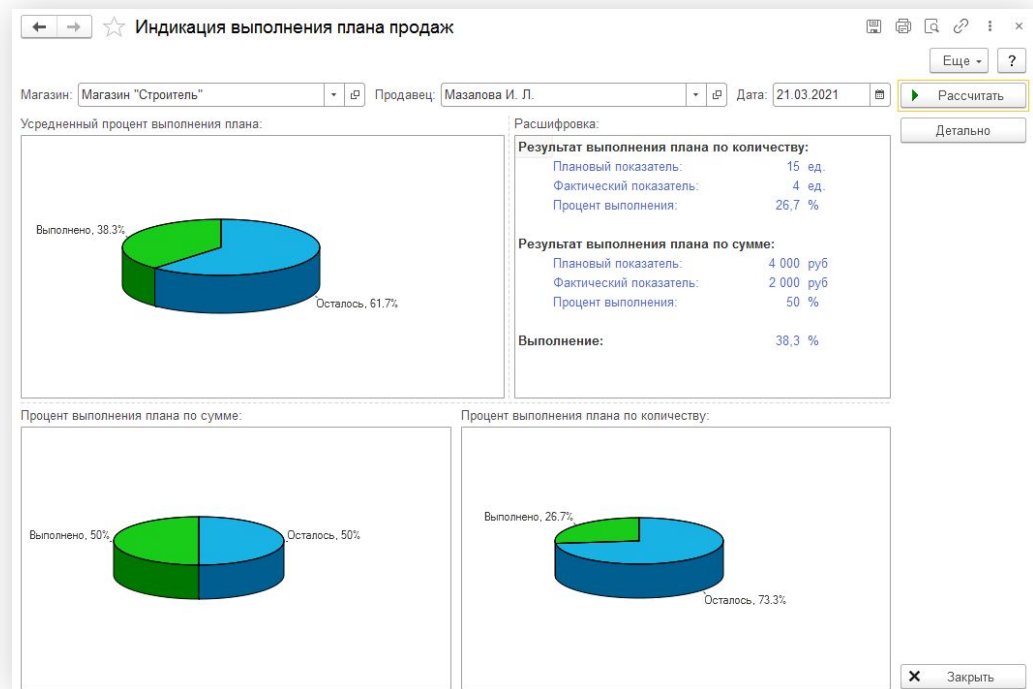 Индикация выполнения плана продаж
Еще
?
Магазин: Магазин "Строитель" Продавец: Мазалова И. Л. Дата: 21.03.2021
Рассчитать
Детально
Усредненный процент выполнения плана:
Выполнено, 38.3%
Осталось, 61.7%
Расшифровка:
Результат выполнения плана по количеству:
Плановый показатель: 15 ед.
Фактический показатель: 4 ед.
Процент выполнения: 26,7 %
Результат выполнения плана по сумме:
Плановый показатель: 4 000 руб
Фактический показатель: 2 000 руб
Процент выполнения: 50 %
Выполнение: 38,3 %
Процент выполнения плана по сумме:
Выполнено, 50%
Осталось, 50%
Процент выполнения плана по количеству:
Выполнено, 26.7%
Осталось, 73.3%
Закрыть